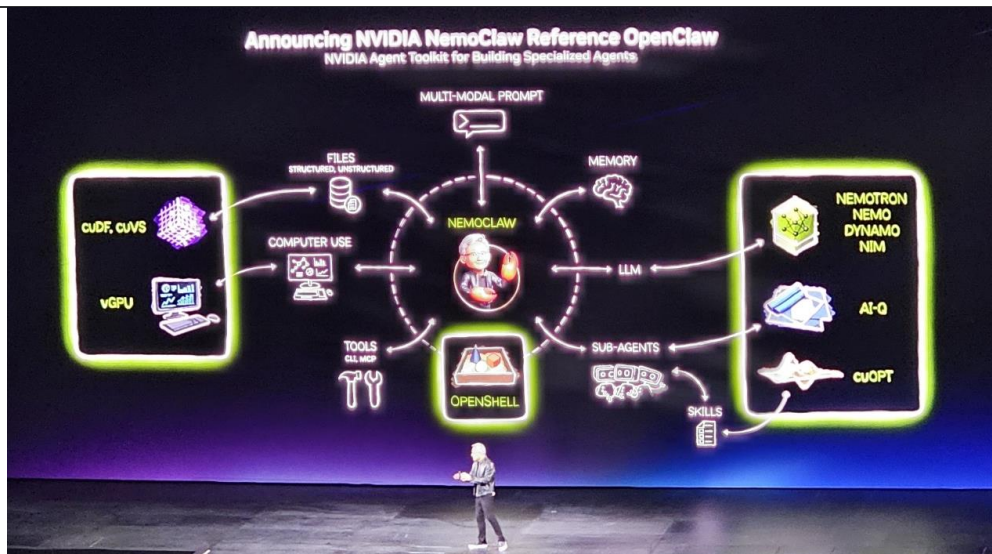 Announcing NVIDIA NemoClaw Reference OpenClaw
NVIDIA Agent Toolkit for Building Specialized Agents
MULTI-MODAL PROMPT
FILES
STRUCTURED, UNSTRUCTURED
MEMORY
cuDF, cuVS
NEMOCLAW
NEMOTRON
NEMO
DYNAMO
NIM
COMPUTER USE
LLM
vGPU
AI-Q
TOOLS
CLI, MCP
SUB-AGENTS
OPENSHELL
cuOPT
SKILLS